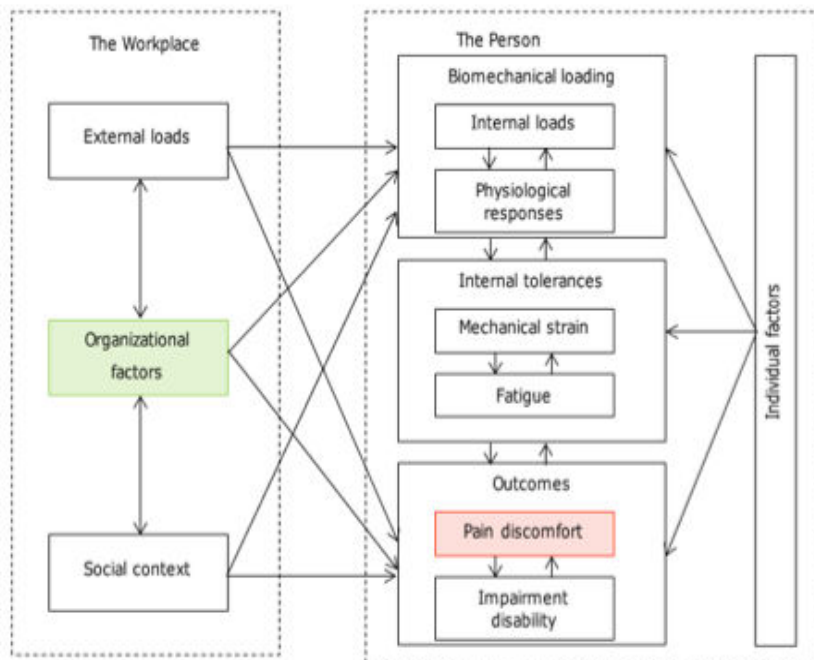 The Workplace
External loads
Organizational
factors
Social context
The Person
Biomechanical loading
Internal loads
Physiological
responses
Internal tolerances
Mechanical strain
Fatigue
Outcomes
Pain discomfort
Impairment
disability
Individual factors